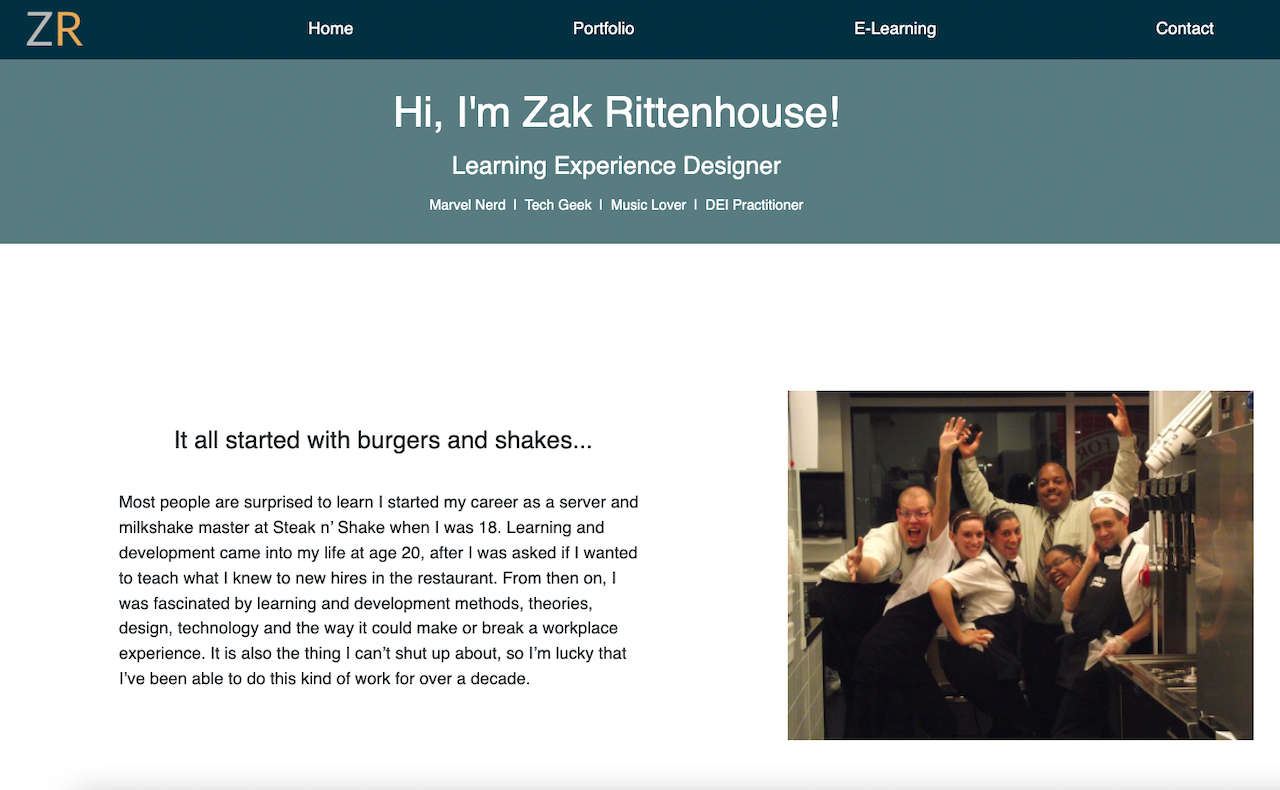 ZR
Home Portfolio E-Learning Contact
Hi, I'm Zak Rittenhouse!
Learning Experience Designer
Marvel Nerd I Tech Geek I Music Lover I DEI Practitioner
It all started with burgers and shakes...
Most people are surprised to learn I started my career as a server and
milkshake master at Steak n’ Shake when I was 18. Learning and
development came into my life at age 20, after I was asked if I wanted
to teach what I knew to new hires in the restaurant. From then on, I
was fascinated by learning and development methods, theories,
design, technology and the way it could make or break a workplace
experience. It is also the thing I can’t shut up about, so I’m lucky that
I’ve been able to do this kind of work for over a decade.